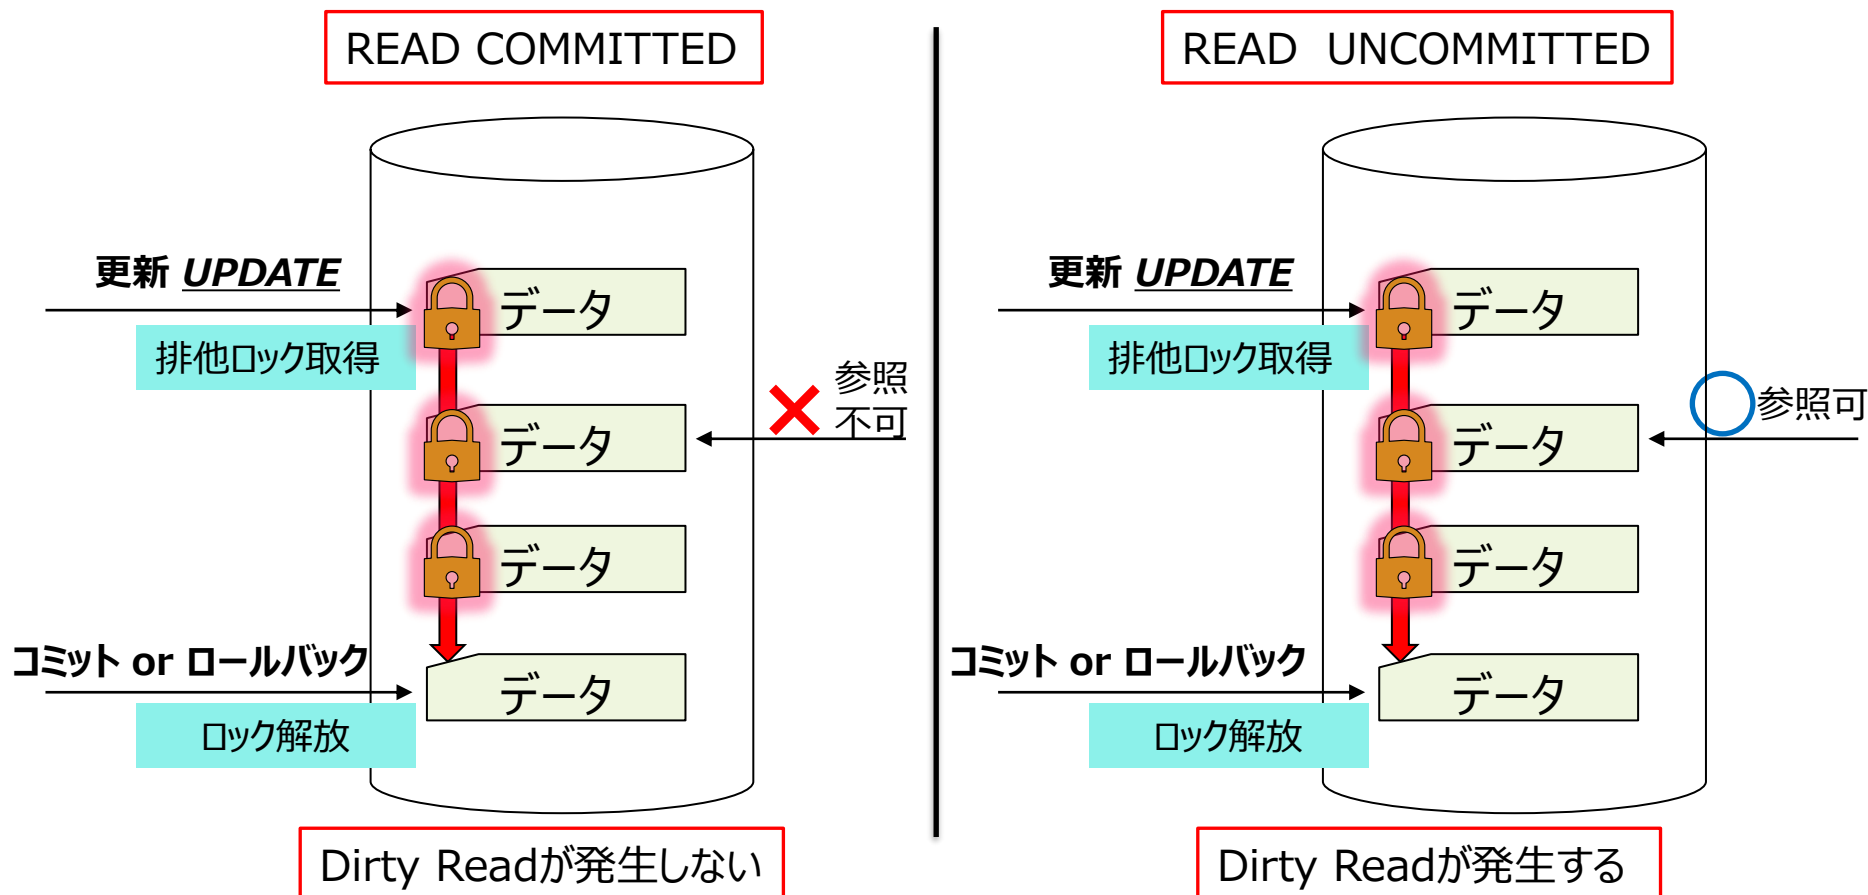 READ COMMITTED
更新 UPDATE
排他ロック取得
データ
データ
データ
データ
参照
不可
コミット or ロールバック
ロック解放
Dirty Readが発生しない
READ UNCOMMITTED
更新 UPDATE
排他ロック取得
データ
データ
データ
データ
参照可
コミット or ロールバック
ロック解放
Dirty Readが発生する